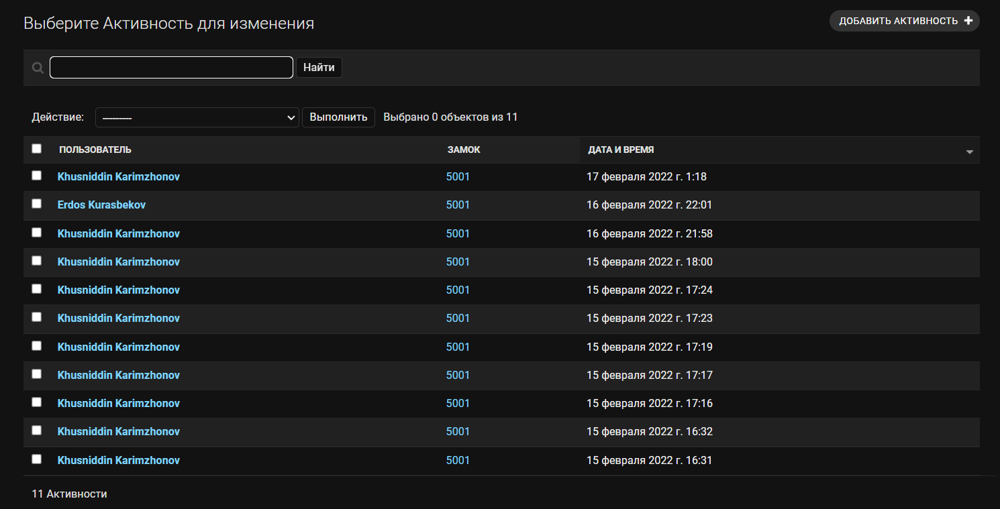 Выберите Активность для изменения
ДОБАВИТЬ АКТИВНОСТЬ
Найти
Действие: --------- Выполнить Выбрано 0 объектов из 11
ПОЛЬЗОВАТЕЛЬ ЗАМОК ДАТА И ВРЕМЯ
Khusniddin Karimzhonov 5001 17 февраля 2022 г. 1:18
Erdos Kurasbekov 5001 16 февраля 2022 г. 22:01
Khusniddin Karimzhonov 5001 16 февраля 2022 г. 21:58
Khusniddin Karimzhonov 5001 15 февраля 2022 г. 18:00
Khusniddin Karimzhonov 5001 15 февраля 2022 г. 17:24
Khusniddin Karimzhonov 5001 15 февраля 2022 г. 17:23
Khusniddin Karimzhonov 5001 15 февраля 2022 г. 17:19
Khusniddin Karimzhonov 5001 15 февраля 2022 г. 17:17
Khusniddin Karimzhonov 5001 15 февраля 2022 г. 17:16
Khusniddin Karimzhonov 5001 15 февраля 2022 г. 16:32
Khusniddin Karimzhonov 5001 15 февраля 2022 г. 16:31
11 Активности